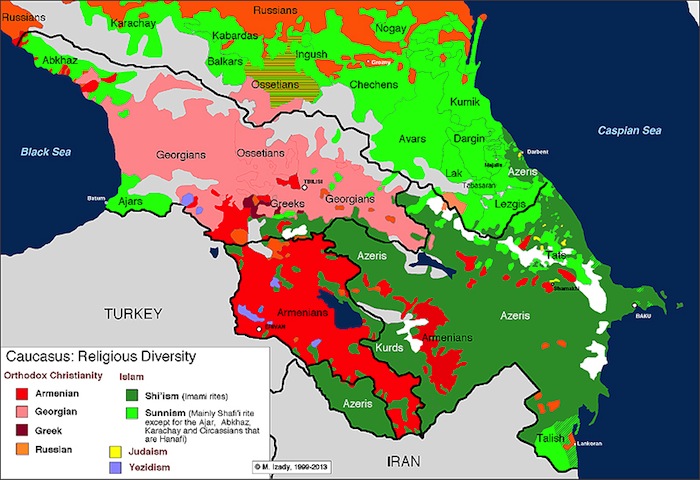 Russians
Karachay
Russians
Kabardas
Nogay
Abkhaz
Balkars
Ingush
Grozny
Ossetians
Chechens
Kumik
Black Sea
Caspian Sea
Avars
Dargin
Derbent
Georgians
Ossetians
Lak
Tabasaran
Azeris
TBILISI
Batum
Ajars
Greeks
Georgians
Lezgis
Azeris
Tats
Shamakhi
TURKEY
Armenians
Azeris
BAKU
Armenians
Kurds
Azeris
Talish
Lankoran
IRAN
Caucasus: Religious Diversity
Orthodox Christianity
Armenian
Georgian
Greek
Russian
Islam
Shi'ism (Imami rites)
Sunnism (Mainly Shafi'i rite
except for the Ajar, Abkhaz,
Karachay and Circassians that
are Hanafi)
Judaism
Yezidism
© M. Izady, 1999-2013